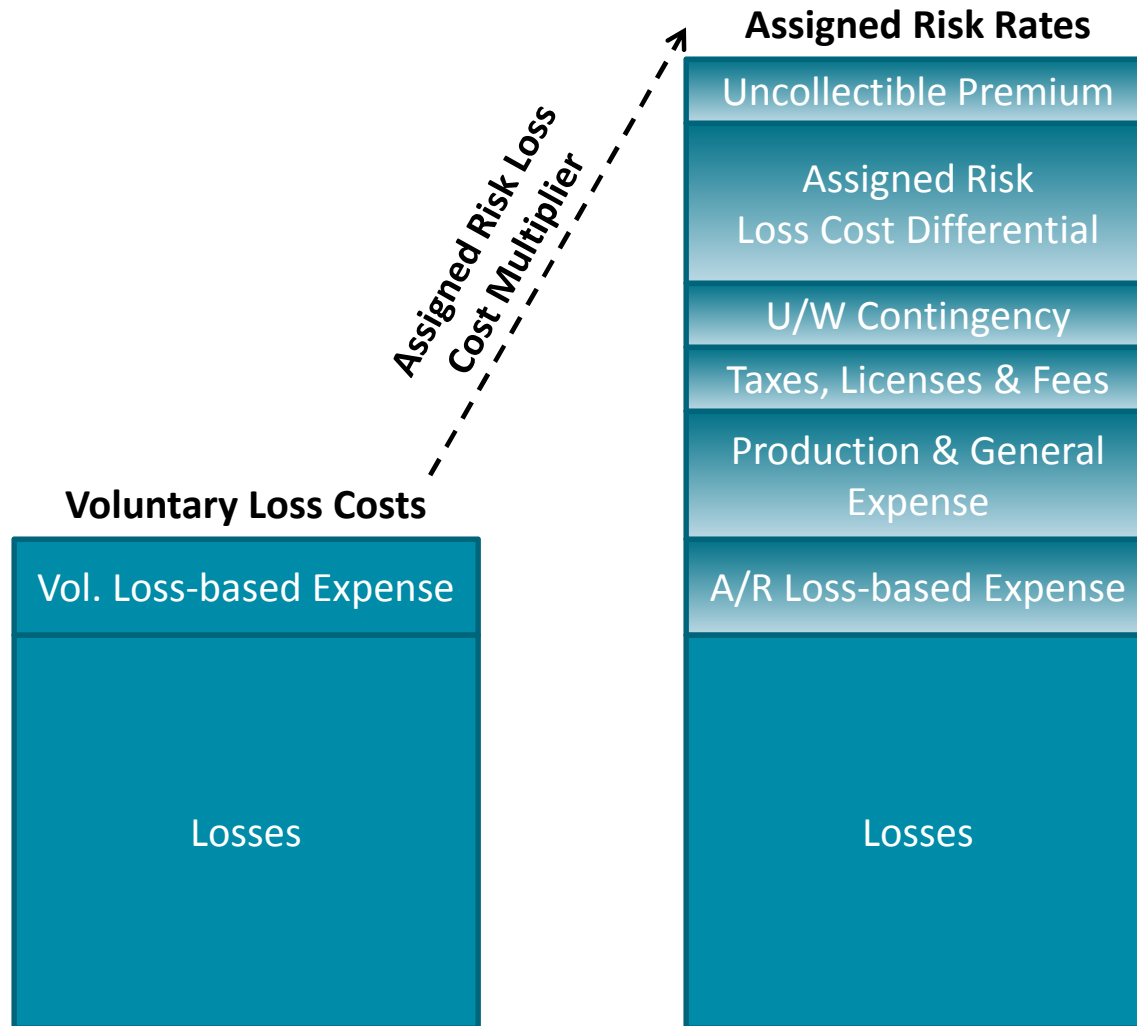 Assigned Risk Rates
Uncollectible Premium
Assigned Risk
Loss Cost Differential
U/W Contingency
Taxes, Licenses & Fees
Production & General
Expense
A/R Loss-based Expense
Losses
Assigned Risk Loss
Cost Multiplier
Voluntary Loss Costs
Vol. Loss-based Expense
Losses